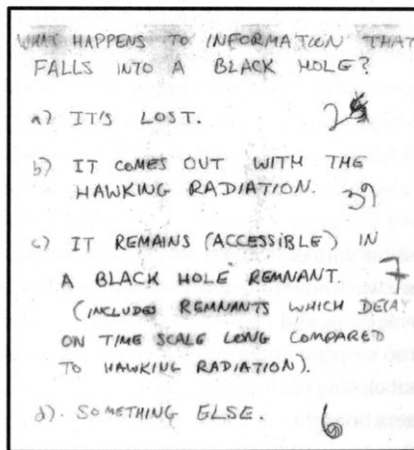 WHAT HAPPENS TO INFORMATION THAT
FALLS INTO A BLACK HOLE?
a) IT'S LOST. 25
b) IT COMES OUT WITH THE
HAWKING RADIATION. 39
c) IT REMAINS (ACCESSIBLE) IN
A BLACK HOLE REMNANT. 7
(INCLUDES REMNANTS WHICH DECAY
ON TIME SCALE LONG COMPARED
TO HAWKING RADIATION).
d). SOMETHING ELSE. 6